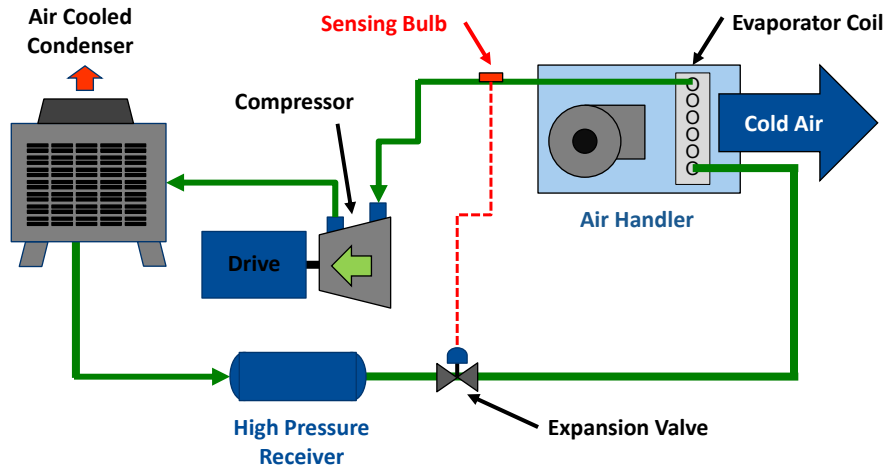 Air Cooled
Condenser
Sensing Bulb
Evaporator Coil
Compressor
Cold Air
Air Handler
Drive
High Pressure
Receiver
Expansion Valve